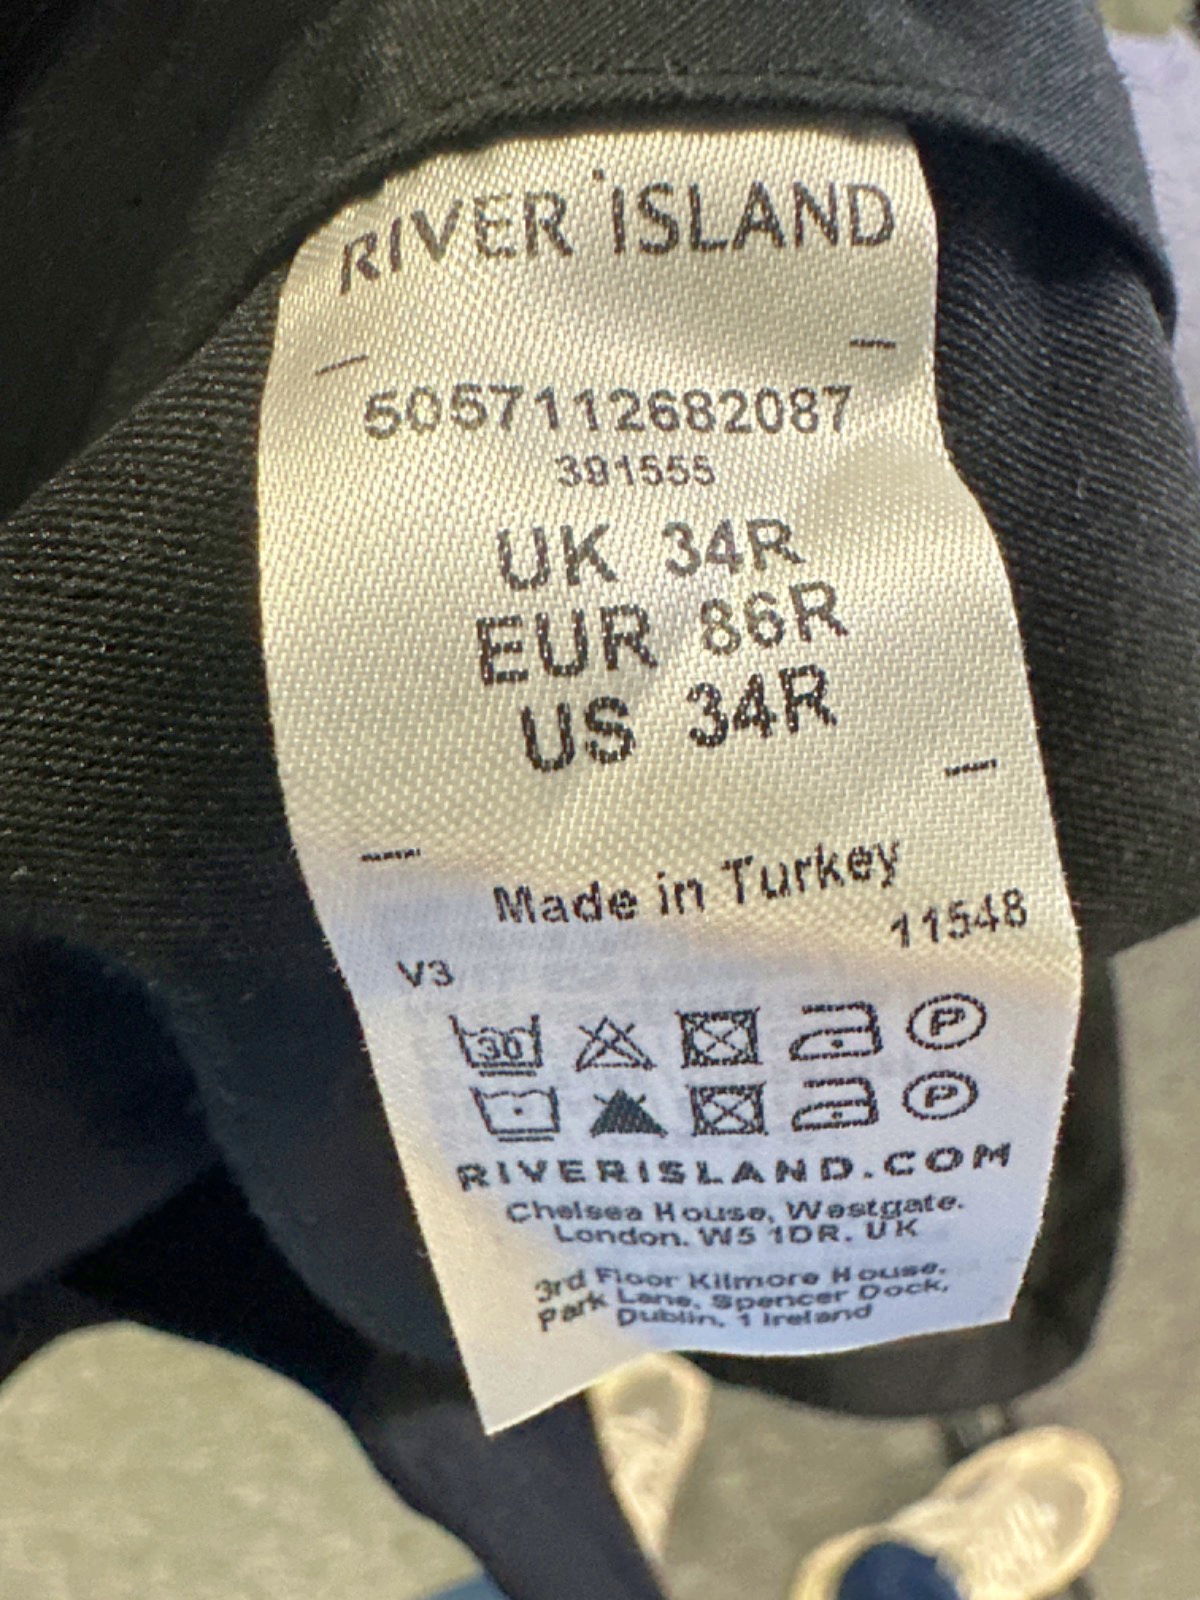 RIVER ISLAND
5057112682087
391555
UK 34R
EUR 86R
US 34R
Made in Turkey
11548
V3
30 P
P
RIVERISLAND.COM
Chelsea House, Westgate.
London. W5 1DR. UK
3rd Floor Kilmore House.
Park Lane, Spencer Dock,
Dublin, 1 Ireland